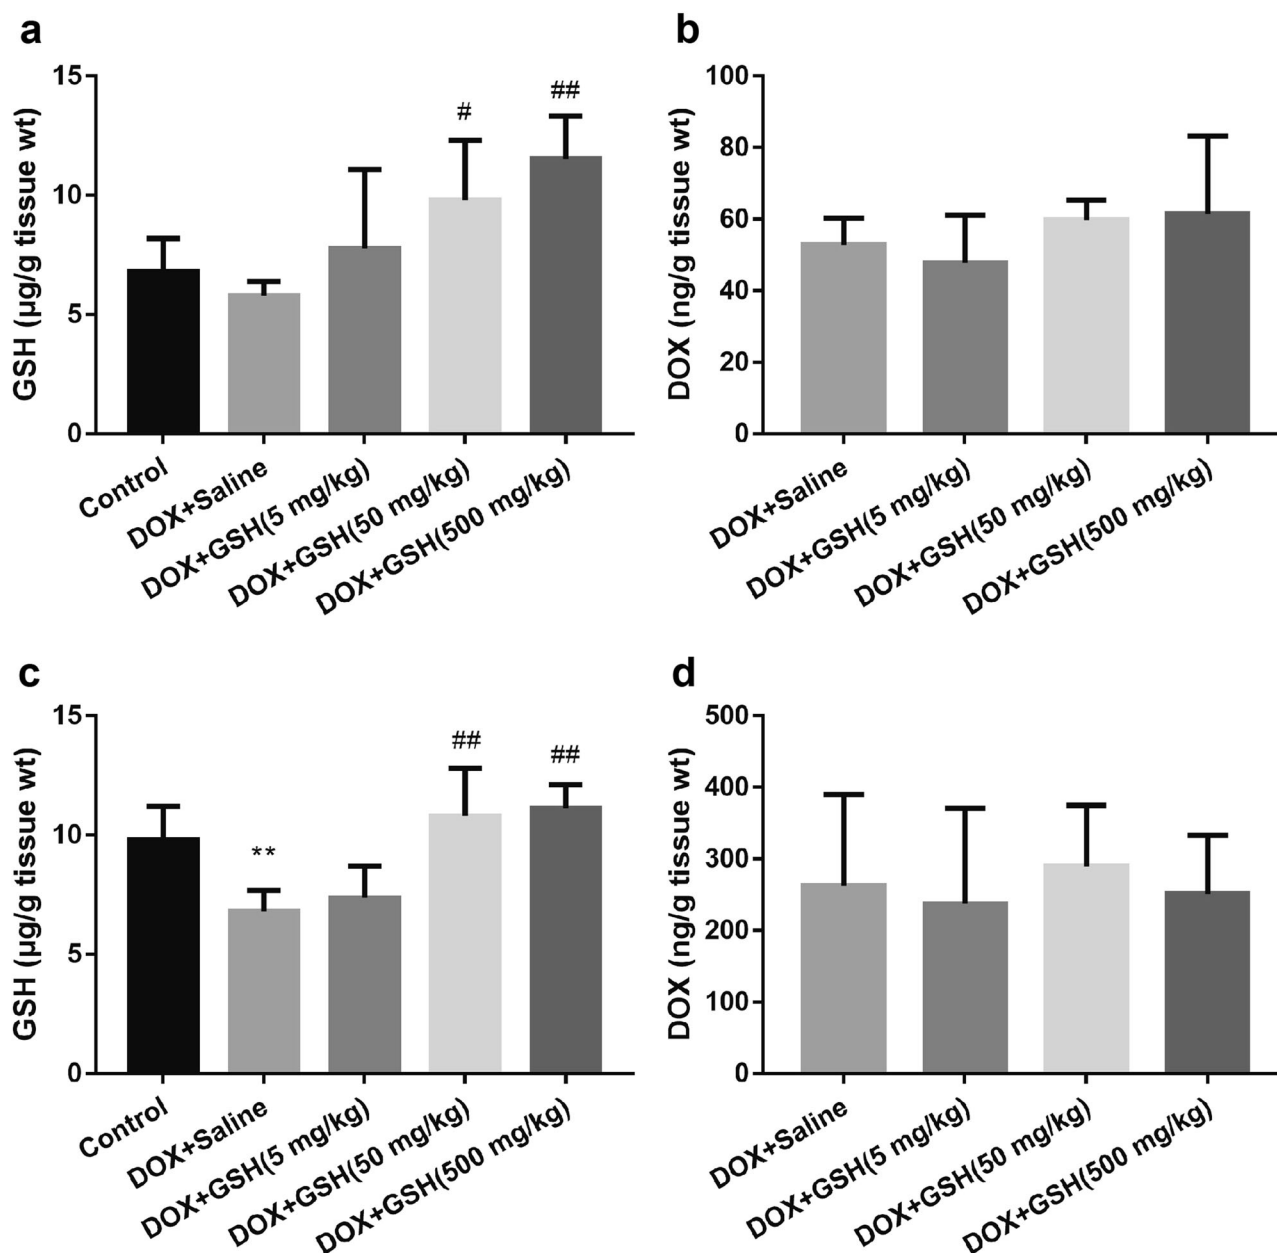 a
GSH (µg/g tissue wt)
15
10
5
0
#
##
Control
DOX+Saline
DOX+GSH(5 mg/kg)
DOX+GSH(50 mg/kg)
DOX+GSH(500 mg/kg)
b
DOX (ng/g tissue wt)
100
80
60
40
20
0
DOX+Saline
DOX+GSH(5 mg/kg)
DOX+GSH(50 mg/kg)
DOX+GSH(500 mg/kg)
c
GSH (µg/g tissue wt)
15
10
5
0
**
##
##
Control
DOX+Saline
DOX+GSH(5 mg/kg)
DOX+GSH(50 mg/kg)
DOX+GSH(500 mg/kg)
d
DOX (ng/g tissue wt)
500
400
300
200
100
0
DOX+Saline
DOX+GSH(5 mg/kg)
DOX+GSH(50 mg/kg)
DOX+GSH(500 mg/kg)